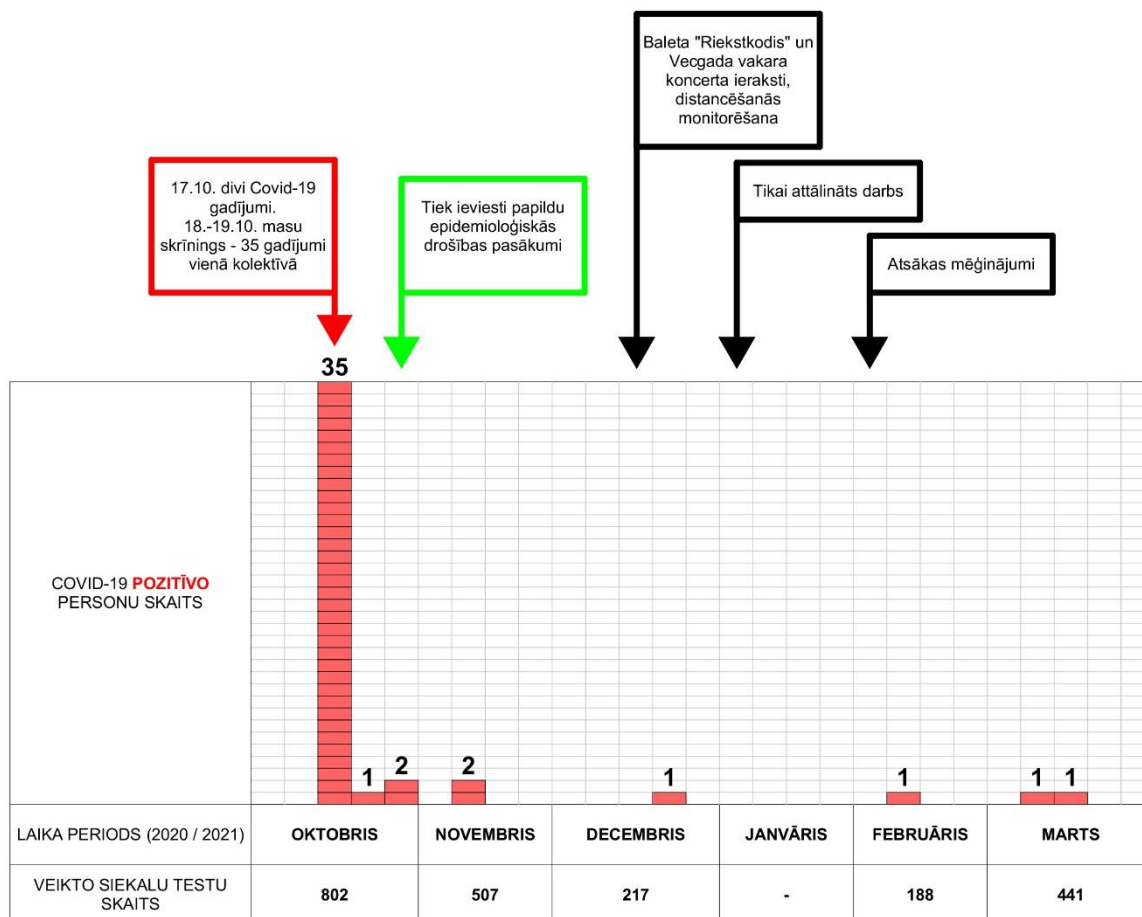 Baleta "Riekstkodis" un
Vecgada vakara
koncerta ieraksti,
distancēšanās
monitorēšana
17.10. divi Covid-19
gadījumi.
18.-19.10. masu
skrīnings - 35 gadījumi
vienā kolektīvā
Tiek ieviesti papildu
epidemioloģiskās
drošības pasākumi
Tikai attālināts darbs
Atsākas mēģinājumi
35
1
2
2
1
1
1
1
COVID-19 POZITĪVO
PERSONU SKAITS
LAIKA PERIODS (2020 / 2021)
OKTOBRIS
NOVEMBRIS
DECEMBRIS
JANVĀRIS
FEBRUĀRIS
MARTS
VEIKTO SIEKALU TESTU
SKAITS
802
507
217
-
188
441